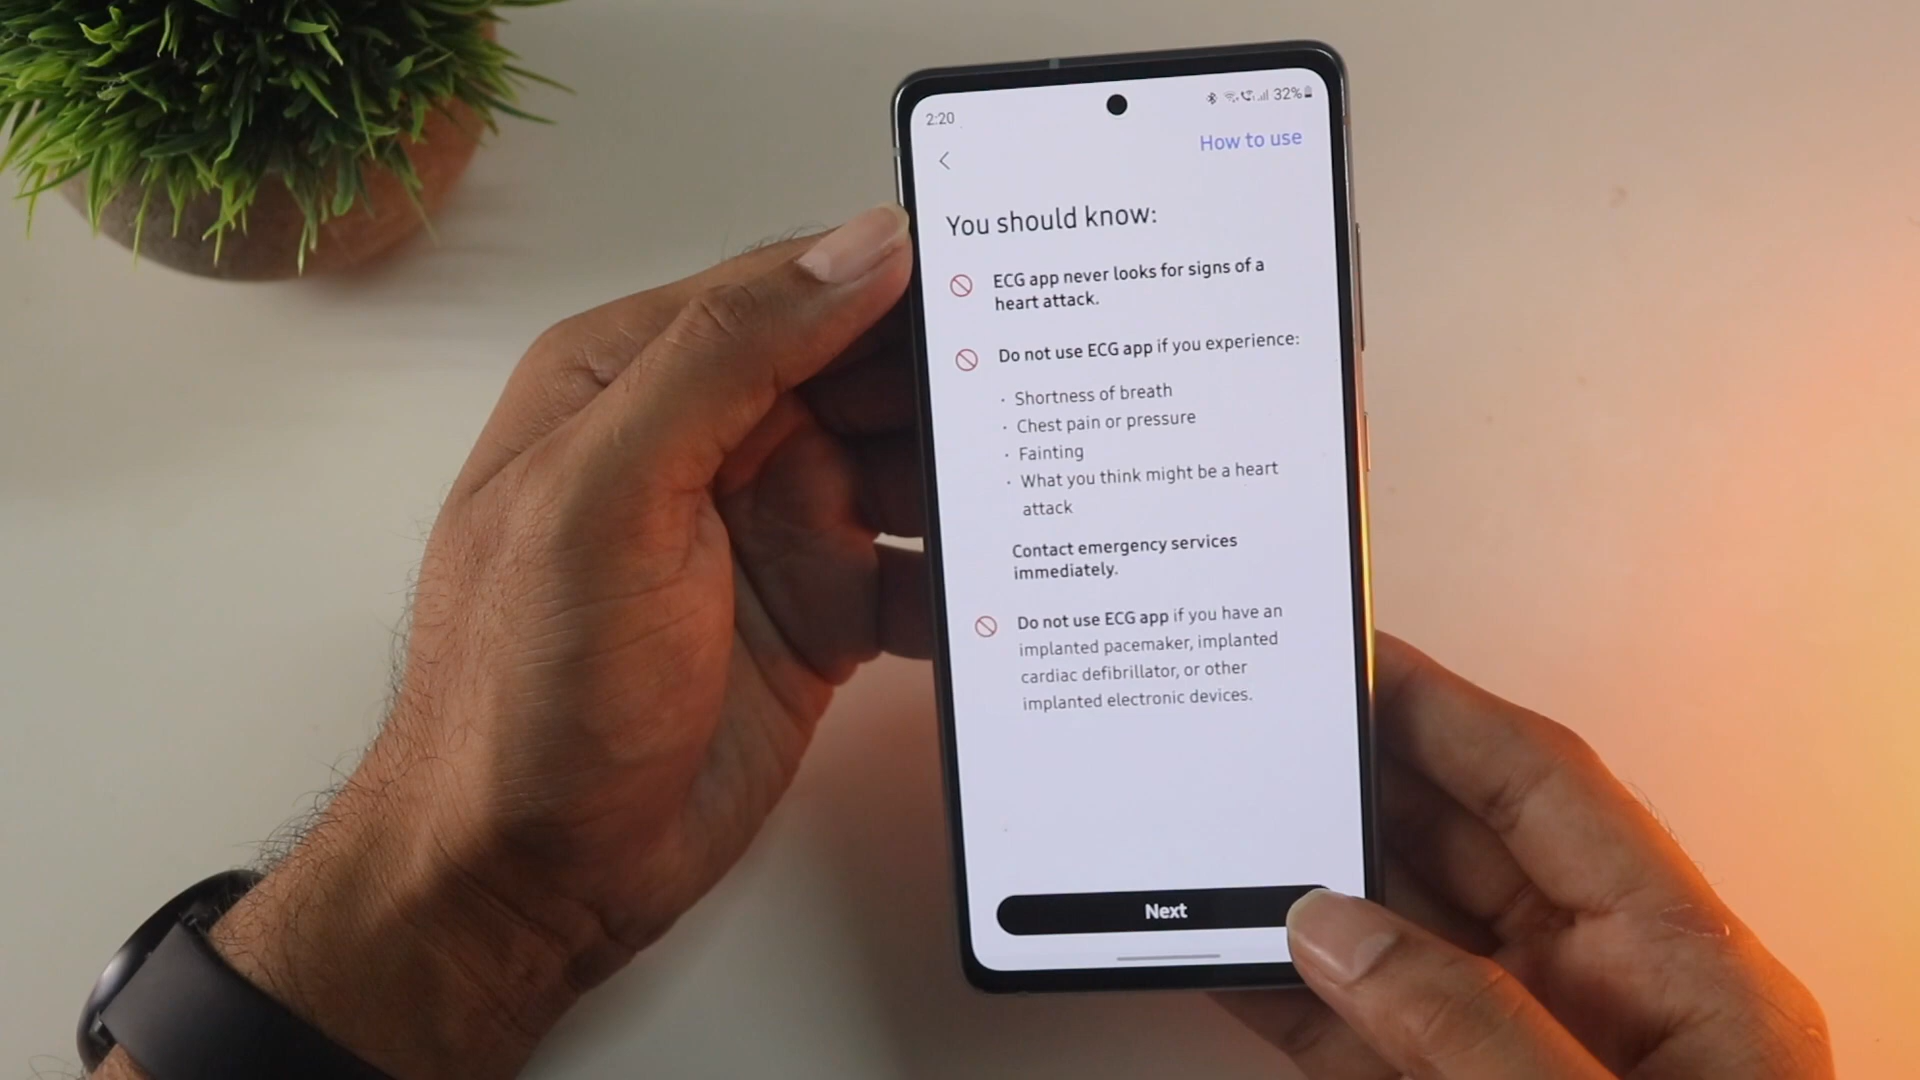 2:20
32%
How to use
You should know:
ECG app never looks for signs of a
heart attack.
Do not use ECG app if you experience:
· Shortness of breath
· Chest pain or pressure
· Fainting
· What you think might be a heart
attack
Contact emergency services
immediately.
Do not use ECG app if you have an
implanted pacemaker, implanted
cardiac defibrillator, or other
implanted electronic devices.
Next